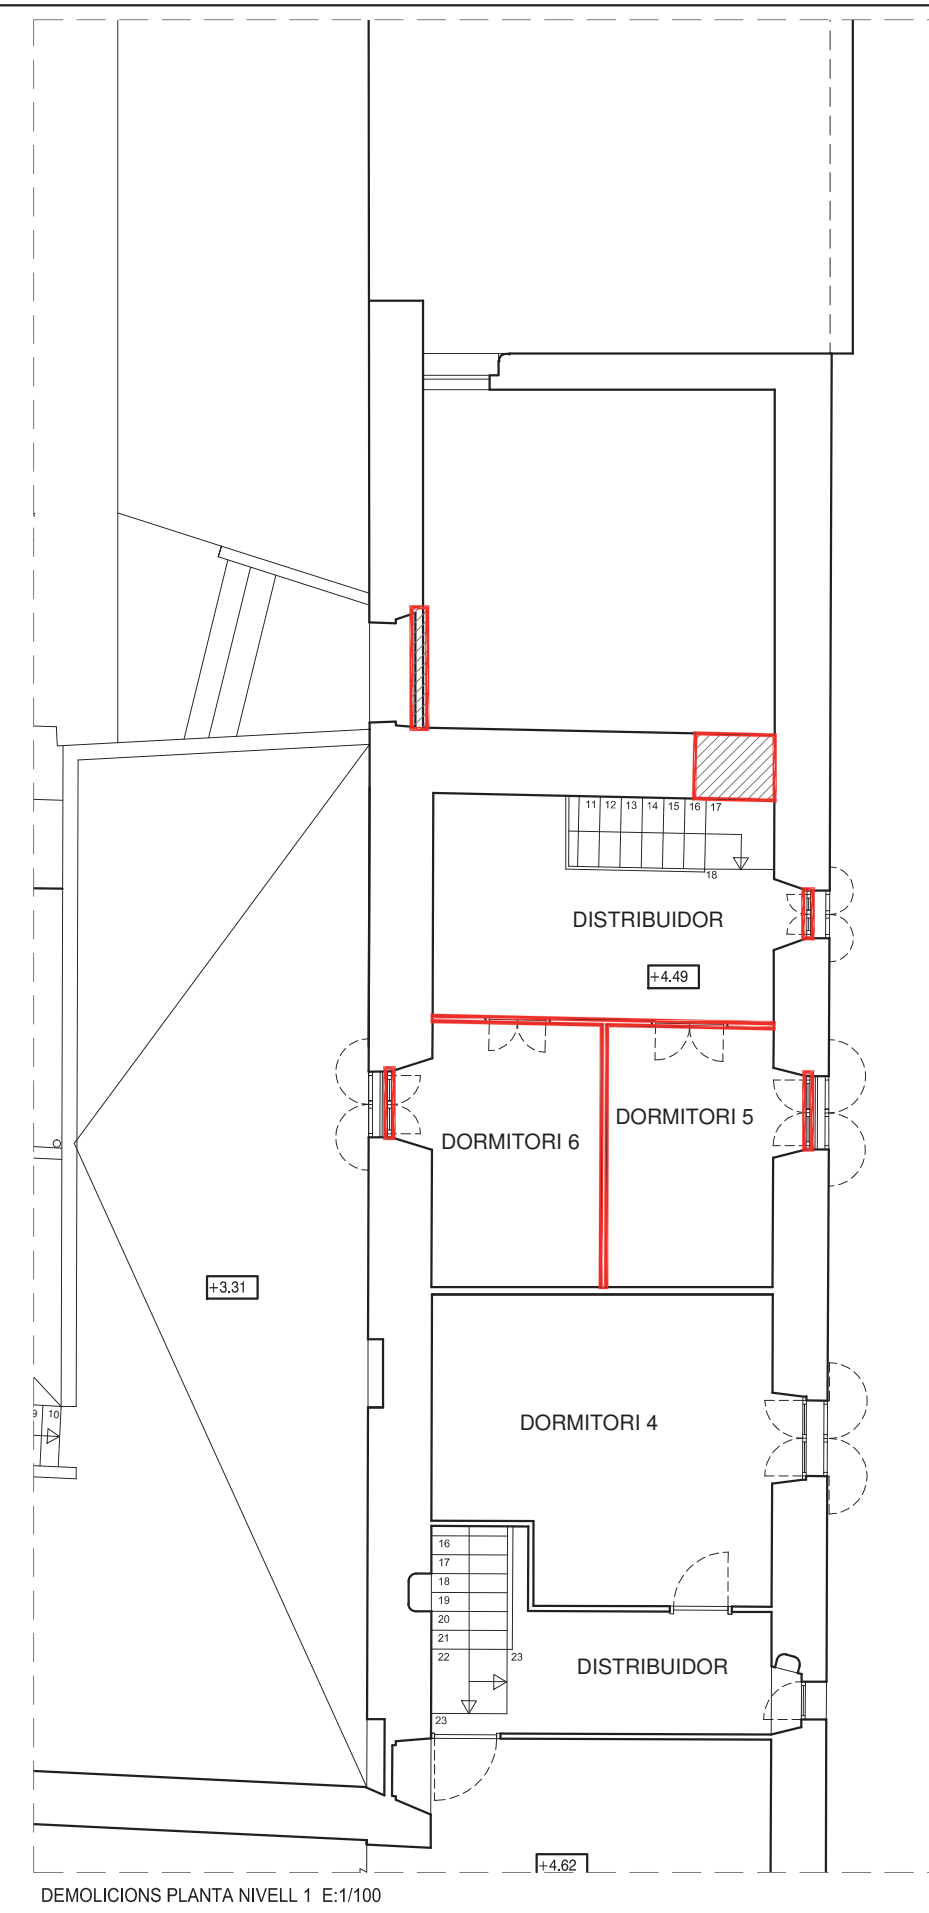 11 12 13 14 15 16 17
18
DISTRIBUIDOR
+4.49
DORMITORI 5
DORMITORI 6
+3.31
9 10
DORMITORI 4
16
17
18
19
20
21
22 23
DISTRIBUIDOR
23
+4.62
DEMOLICIONS PLANTA NIVELL 1 E:1/100